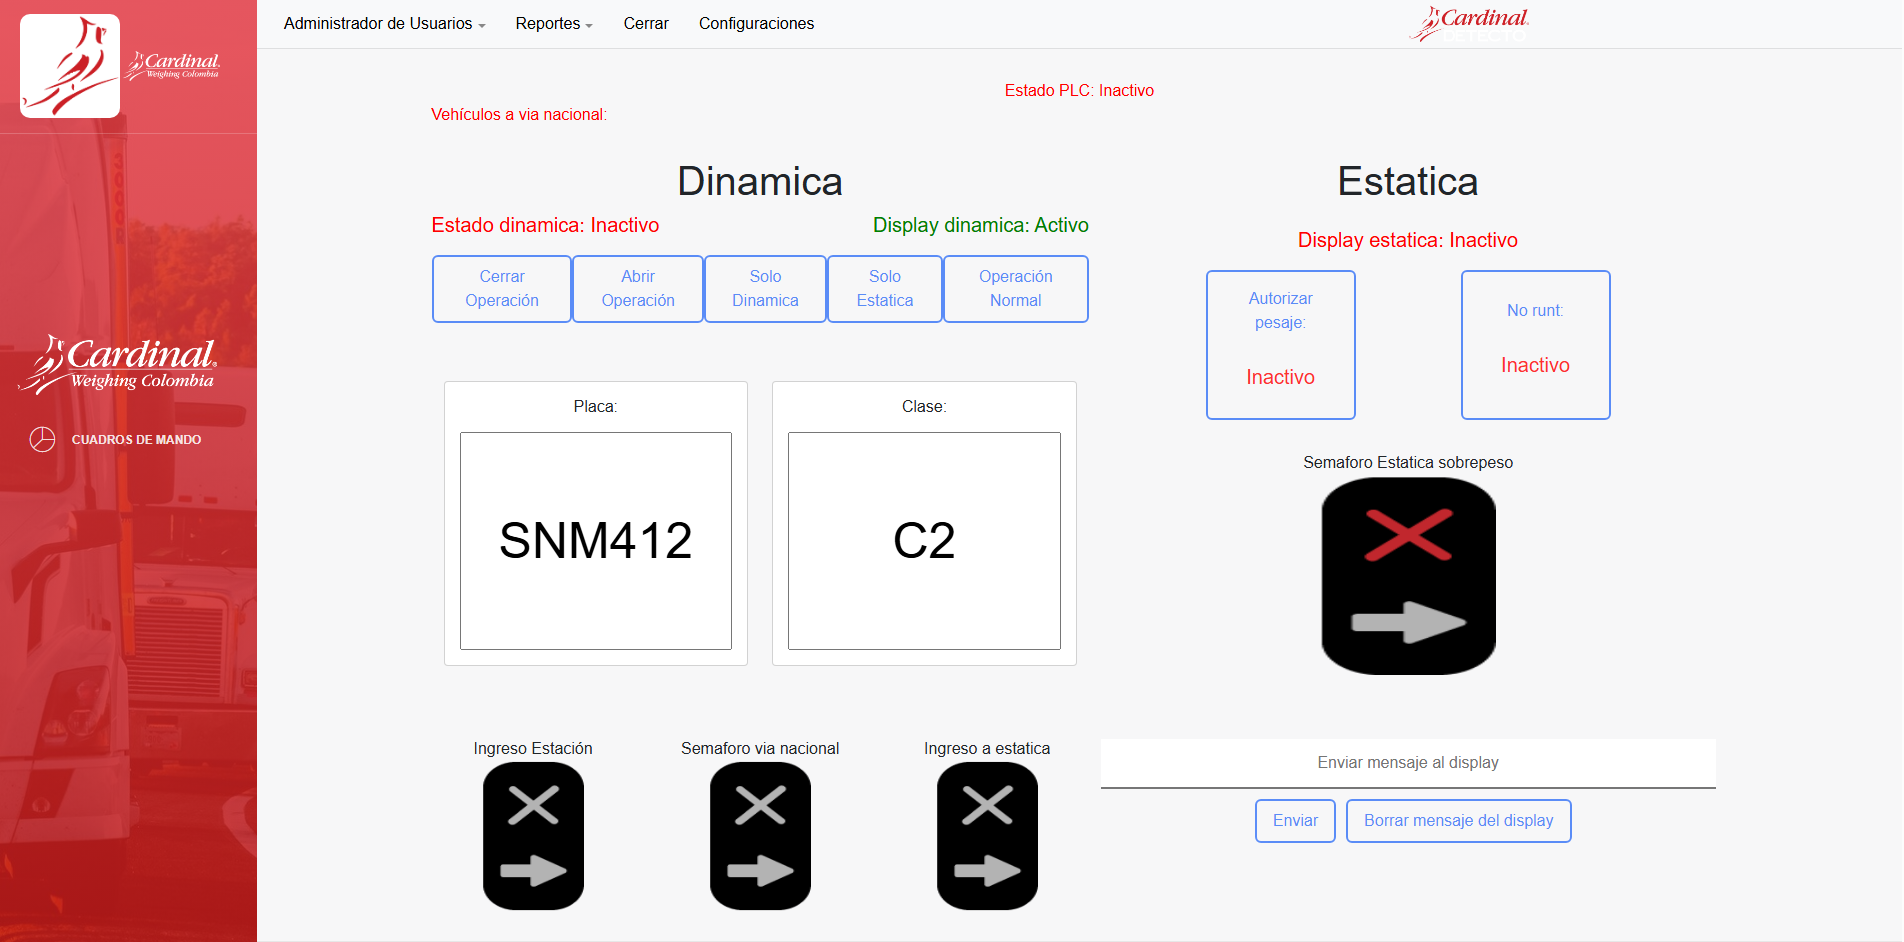 Cardinal
Weighing Colombia
Cardinal
Weighing Colombia
CUADROS DE MANDO
Administrador de Usuarios
Reportes
Cerrar
Configuraciones
Cardinal
DETECTO
Estado PLC: Inactivo
Vehículos a via nacional:
Dinamica
Estado dinamica: Inactivo
Display dinamica: Activo
Cerrar
Operación
Abrir
Operación
Solo
Dinamica
Solo
Estatica
Operación
Normal
Placa:
SNM412
Clase:
C2
Ingreso Estación
Semaforo via nacional
Ingreso a estatica
Estatica
Display estatica: Inactivo
Autorizar
pesaje:
Inactivo
No runt:
Inactivo
Semaforo Estatica sobrepeso
Enviar mensaje al display
Enviar
Borrar mensaje del display